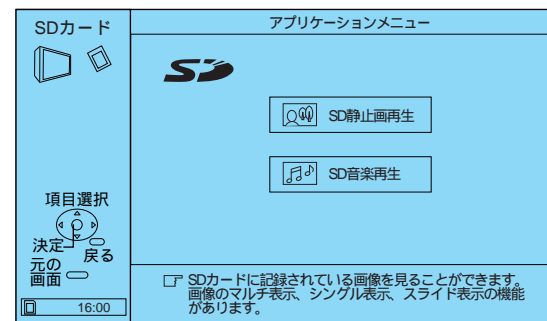 SDカード
アプリケーションメニュー
SD
SD静止画再生
SD音楽再生
項目選択
決定
戻る
元の
画面
16:00
SDカードに記録されている画像を見ることができます。
画像のマルチ表示、シングル表示、スライド表示の機能
があります。